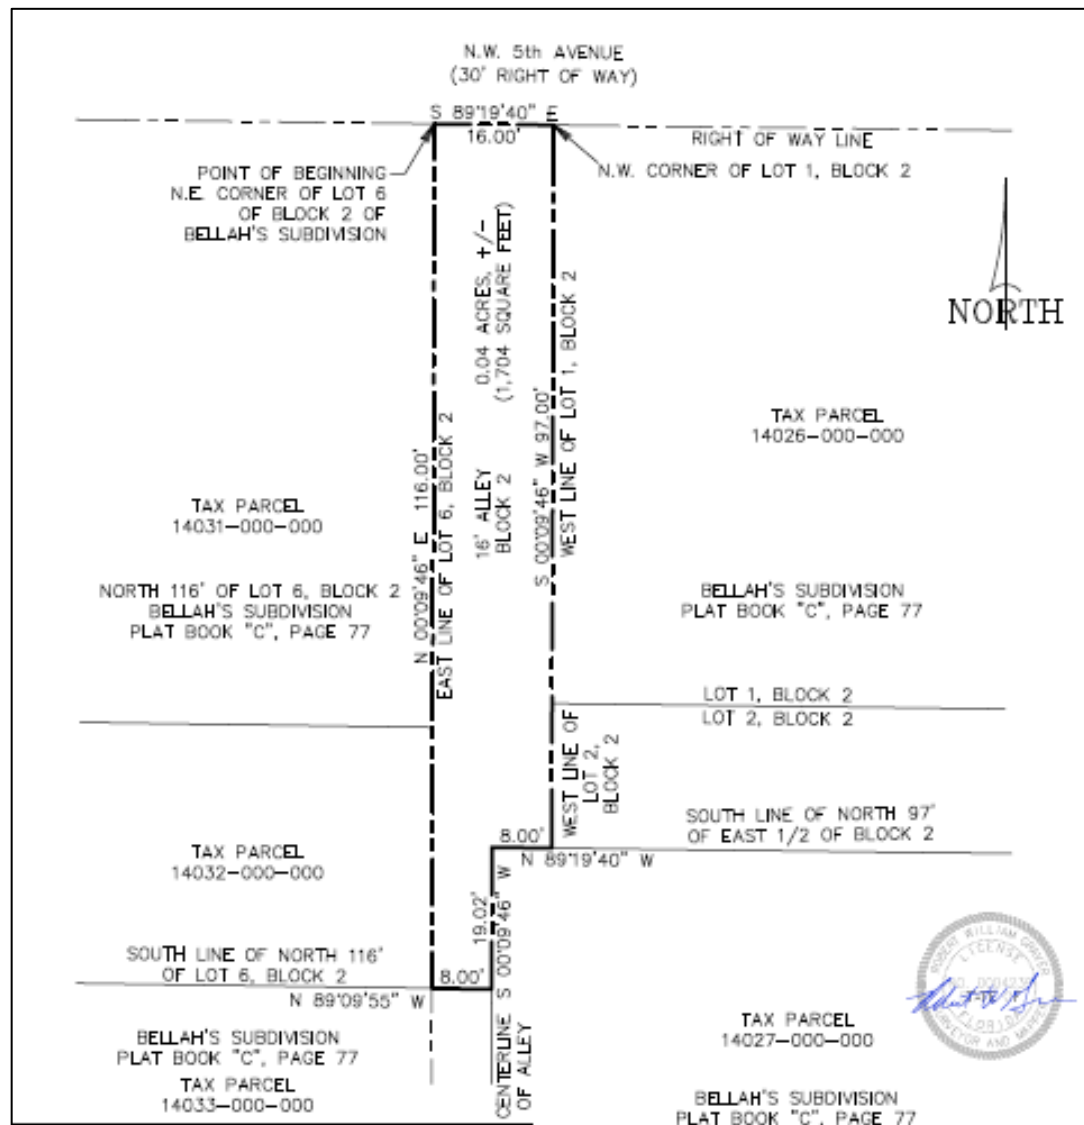 N.W. 5th AVENUE
(30' RIGHT OF WAY)
S 89°19'40" E
16.00'
RIGHT OF WAY LINE
POINT OF BEGINNING
N.E. CORNER OF LOT 6
OF BLOCK 2 OF
BELLAH'S SUBDIVISION
N.W. CORNER OF LOT 1, BLOCK 2
NORTH
0.04 ACRES, +/-
(1,704 SQUARE FEET)
16' ALLEY
BLOCK 2
N 00°09'46" E 116.00'
EAST LINE OF LOT 6, BLOCK 2
S 00°09'46" W 97.00'
WEST LINE OF LOT 1, BLOCK 2
TAX PARCEL
14026-000-000
TAX PARCEL
14031-000-000
NORTH 116' OF LOT 6, BLOCK 2
BELLAH'S SUBDIVISION
PLAT BOOK "C", PAGE 77
BELLAH'S SUBDIVISION
PLAT BOOK "C", PAGE 77
LOT 1, BLOCK 2
LOT 2, BLOCK 2
WEST LINE OF
LOT 2,
BLOCK 2
SOUTH LINE OF NORTH 97'
OF EAST 1/2 OF BLOCK 2
8.00'
N 89°19'40" W
TAX PARCEL
14032-000-000
19.02'
S 00°09'46" W
SOUTH LINE OF NORTH 116'
OF LOT 6, BLOCK 2
8.00'
N 89°09'55" W
CENTERLINE
OF ALLEY
BELLAH'S SUBDIVISION
PLAT BOOK "C", PAGE 77
TAX PARCEL
14033-000-000
TAX PARCEL
14027-000-000
BELLAH'S SUBDIVISION
PLAT BOOK "C", PAGE 77
ROBERT WILLIAM GRAVER
LICENSE
FLORIDA
SURVEYOR AND MAPPER